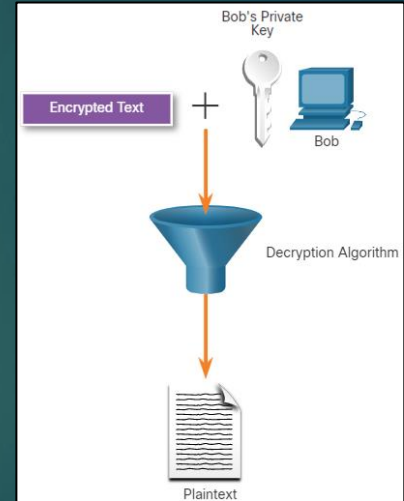 Bob's Private
Key
Encrypted Text
+
Bob
Decryption Algorithm
Plaintext